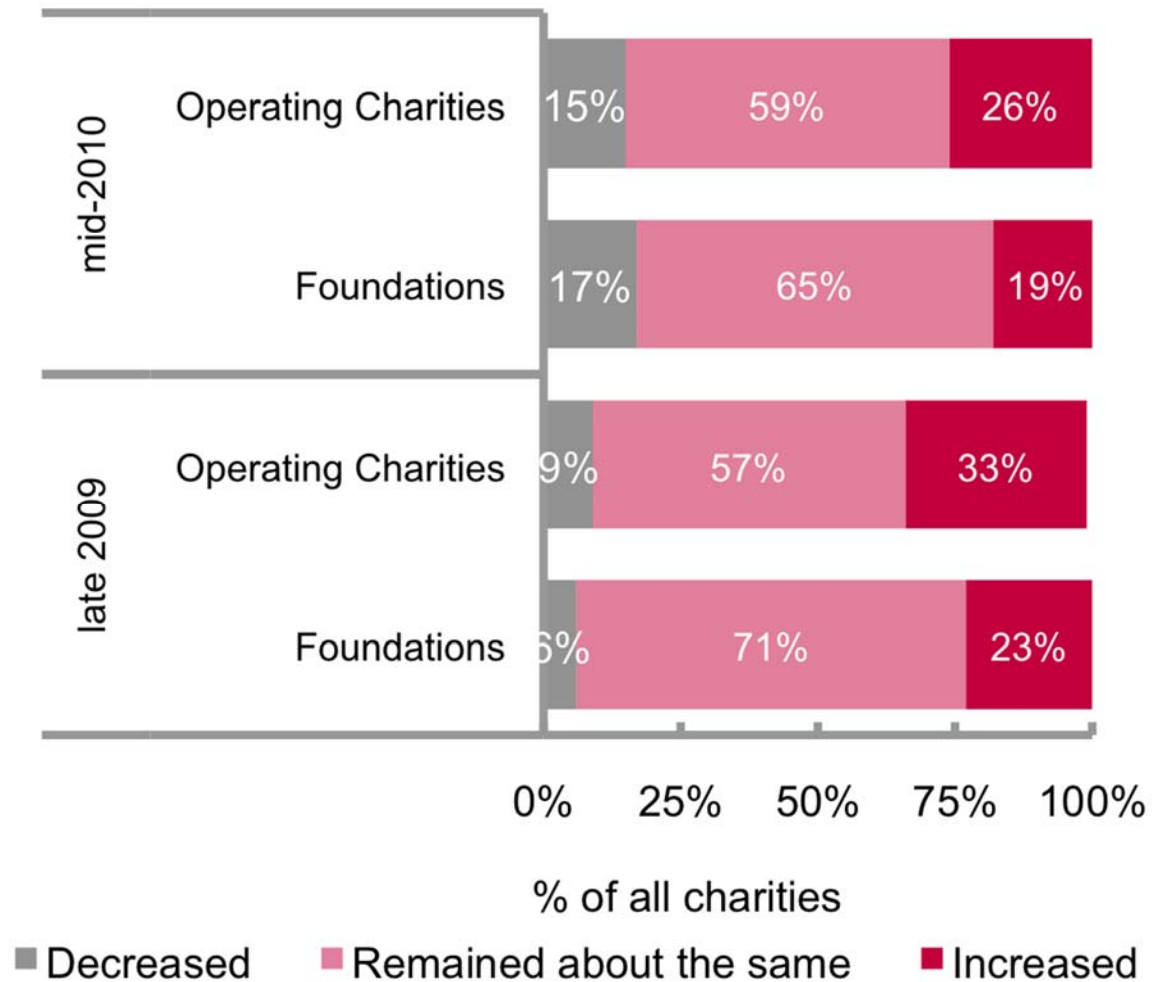 mid-2010
Operating Charities 15% 59% 26%
Foundations 17% 65% 19%
late 2009
Operating Charities 9% 57% 33%
Foundations 6% 71% 23%
0% 25% 50% 75% 100%
% of all charities
Decreased Remained about the same Increased